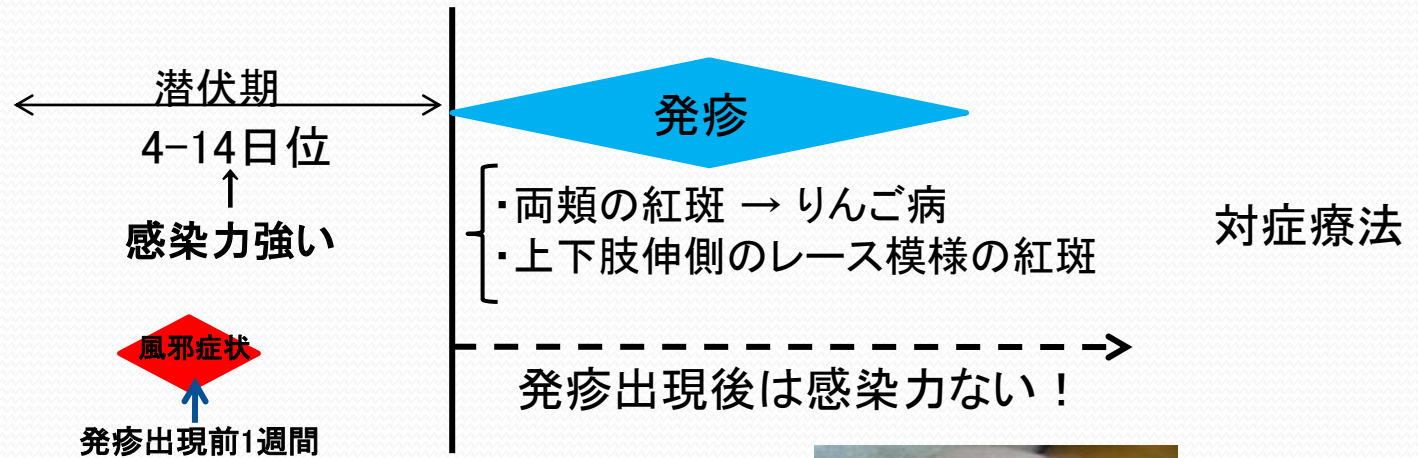 潜伏期
4-14日位
↑
感染力強い
風邪症状
発疹出現前1週間
発疹
・両頬の紅斑 → りんご病
・上下肢伸側のレース模様の紅斑
発疹出現後は感染力ない！
対症療法